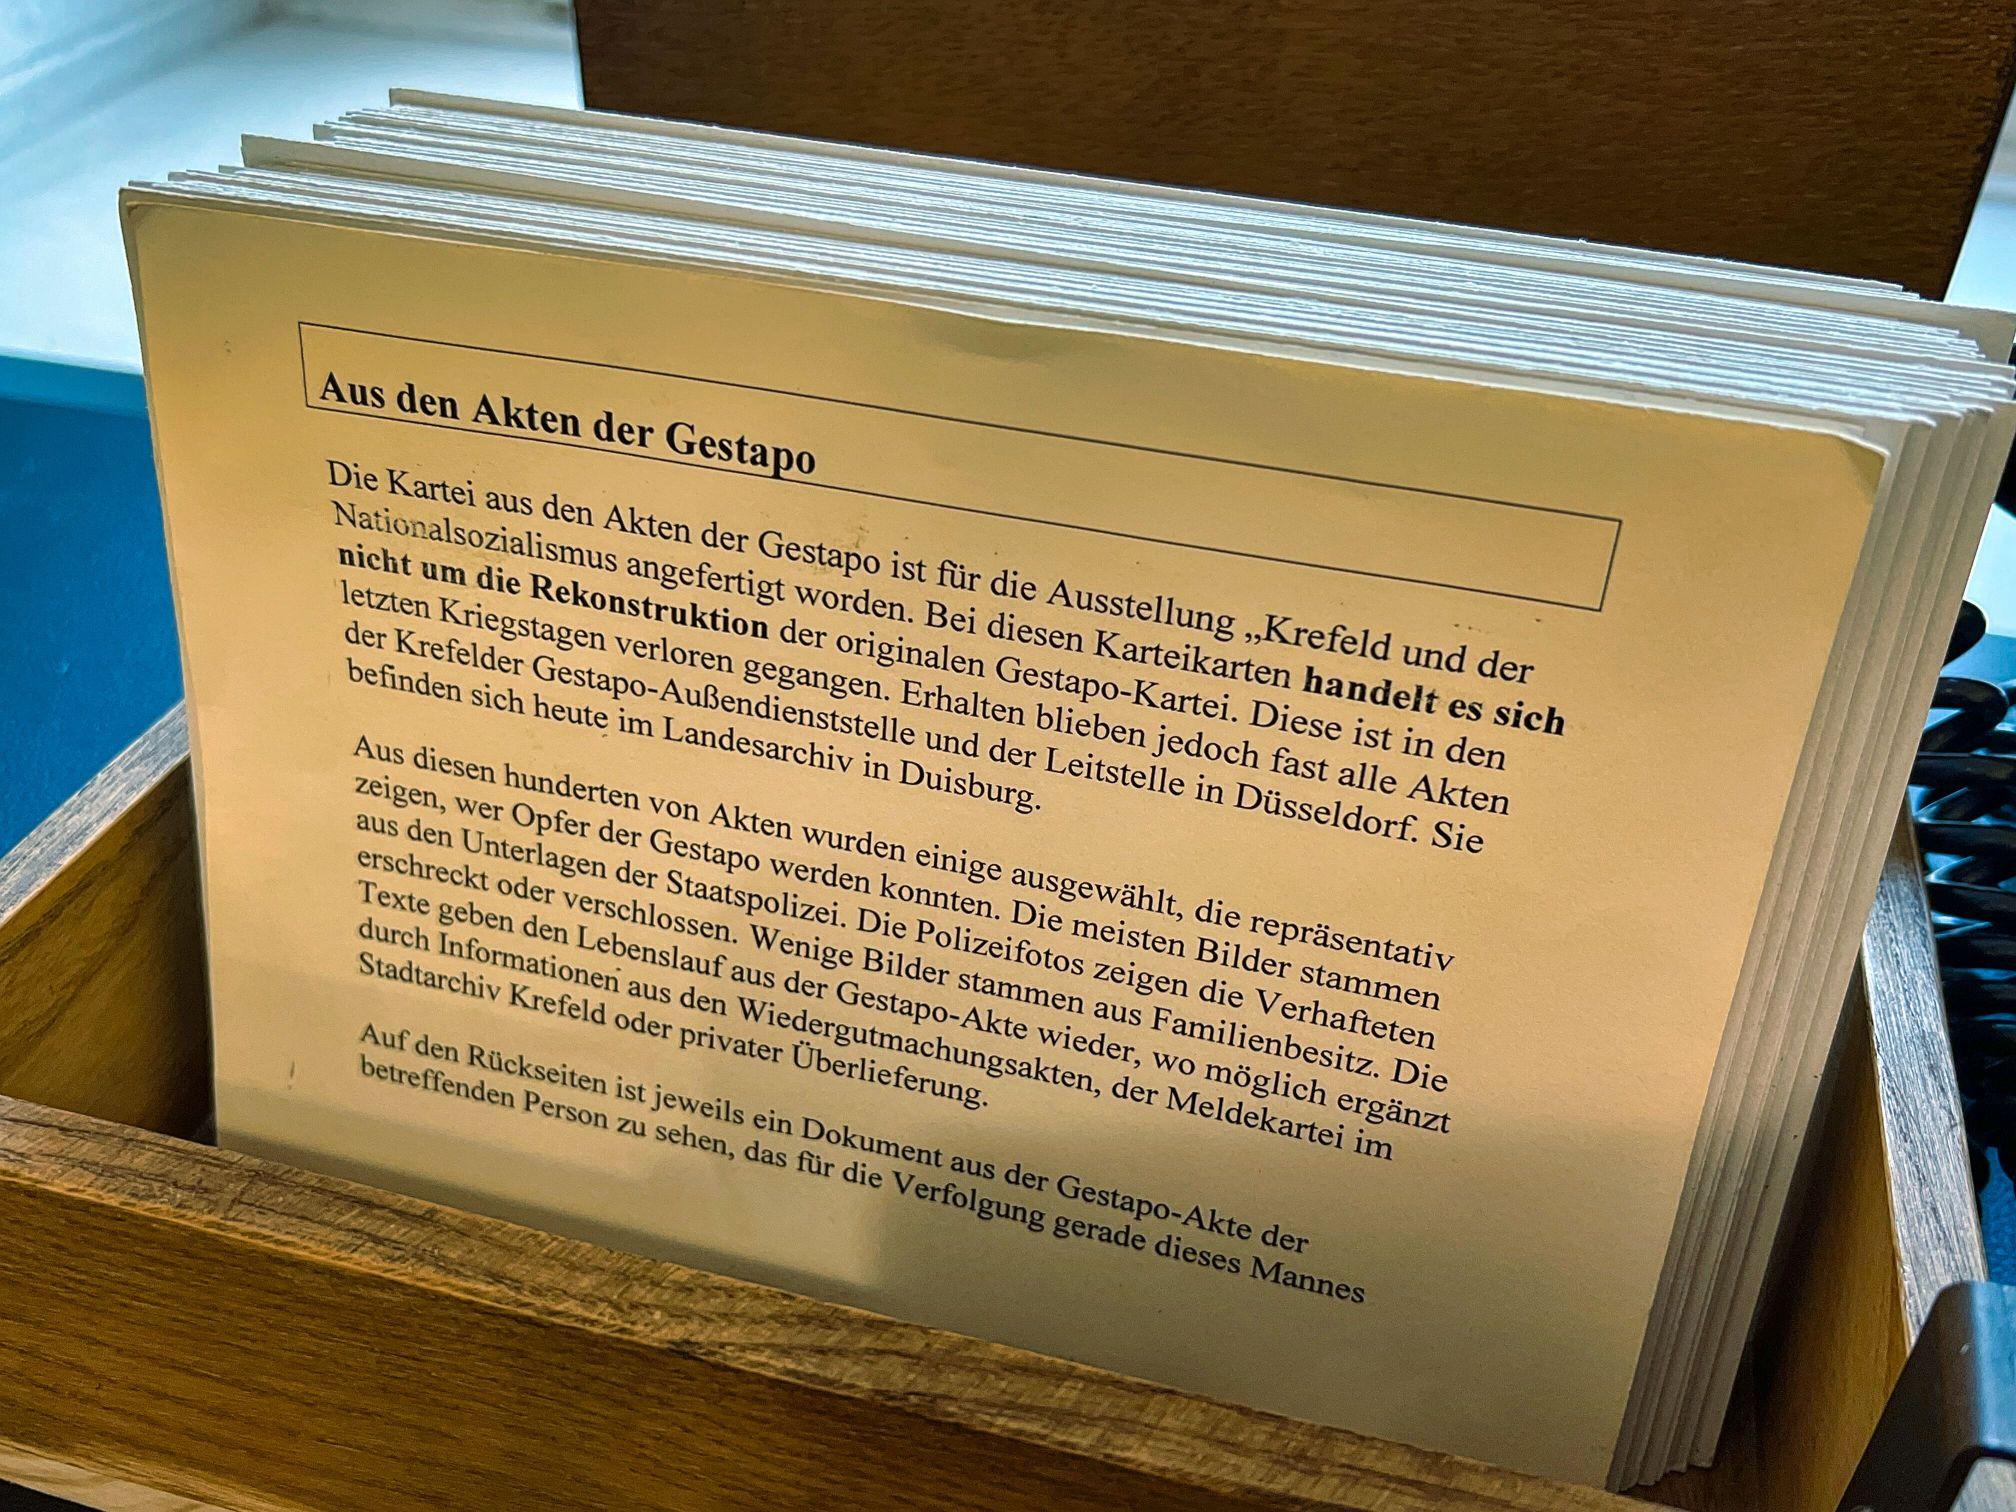 Aus den Akten der Gestapo
Die Kartei aus den Akten der Gestapo ist für die Ausstellung „Krefeld und der
Nationalsozialismus angefertigt worden. Bei diesen Karteikarten handelt es sich
nicht um die Rekonstruktion der originalen Gestapo-Kartei. Diese ist in den
letzten Kriegstagen verloren gegangen. Erhalten blieben jedoch fast alle Akten
der Krefelder Gestapo-Außendienststelle und der Leitstelle in Düsseldorf. Sie
befinden sich heute im Landesarchiv in Duisburg.
Aus diesen hunderten von Akten wurden einige ausgewählt, die repräsentativ
zeigen, wer Opfer der Gestapo werden konnten. Die meisten Bilder stammen
aus den Unterlagen der Staatspolizei. Die Polizeifotos zeigen die Verhafteten
erschreckt oder verschlossen. Wenige Bilder stammen aus Familienbesitz. Die
Texte geben den Lebenslauf aus der Gestapo-Akte wieder, wo möglich ergänzt
durch Informationen aus den Wiedergutmachungsakten, der Meldekartei im
Stadtarchiv Krefeld oder privater Überlieferung.
Auf den Rückseiten ist jeweils ein Dokument aus der Gestapo-Akte der
betreffenden Person zu sehen, das für die Verfolgung gerade dieses Mannes